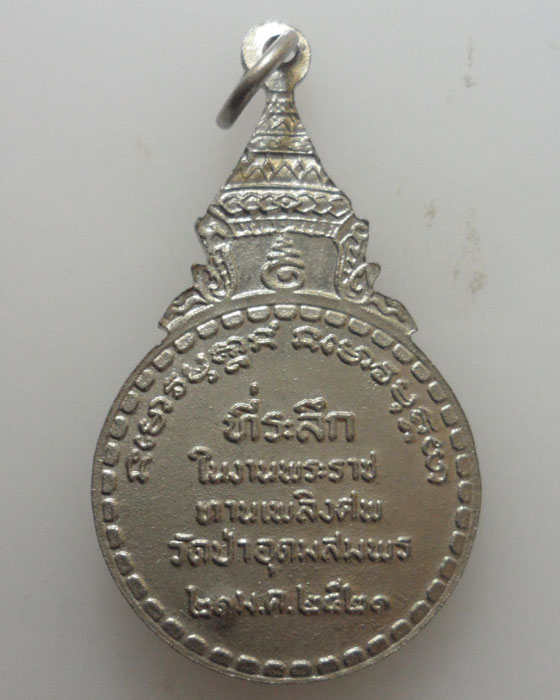 ที่ระลึก
ในงานพระราช
ทานเพลิงศพ
วัดป่าอุดมสมพร
๒๑ ม.ค. ๒๕๒๑